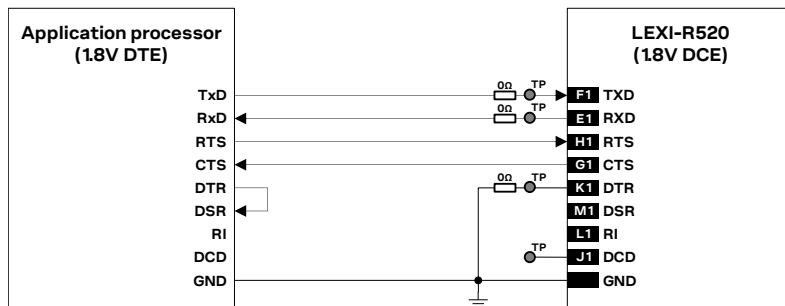 Application processor
(1.8V DTE)
LEXI-R520
(1.8V DCE)
TxD
0Ω
TP
F1
TXD
RxD
0Ω
TP
E1
RXD
RTS
H1
RTS
CTS
G1
CTS
DTR
0Ω
TP
K1
DTR
DSR
M1
DSR
RI
L1
RI
DCD
TP
J1
DCD
GND
GND